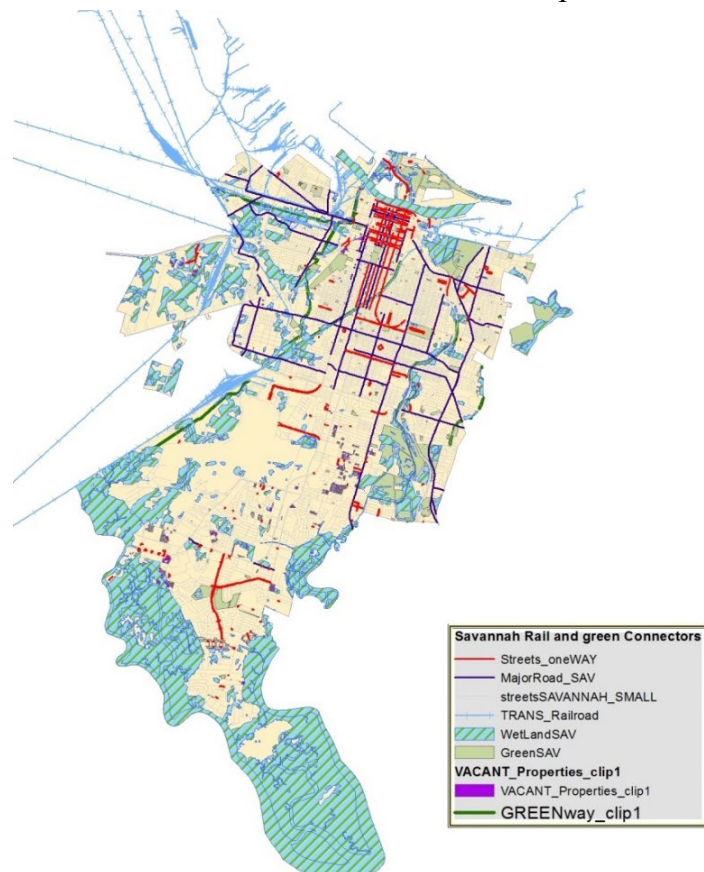 Savannah Rail and green Connectors
Streets_oneWAY
MajorRoad_SAV
streetsSAVANNAH_SMALL
TRANS_Railroad
WetLandSAV
GreenSAV
VACANT_Properties_clip1
VACANT_Properties_clip1
GREENway_clip1